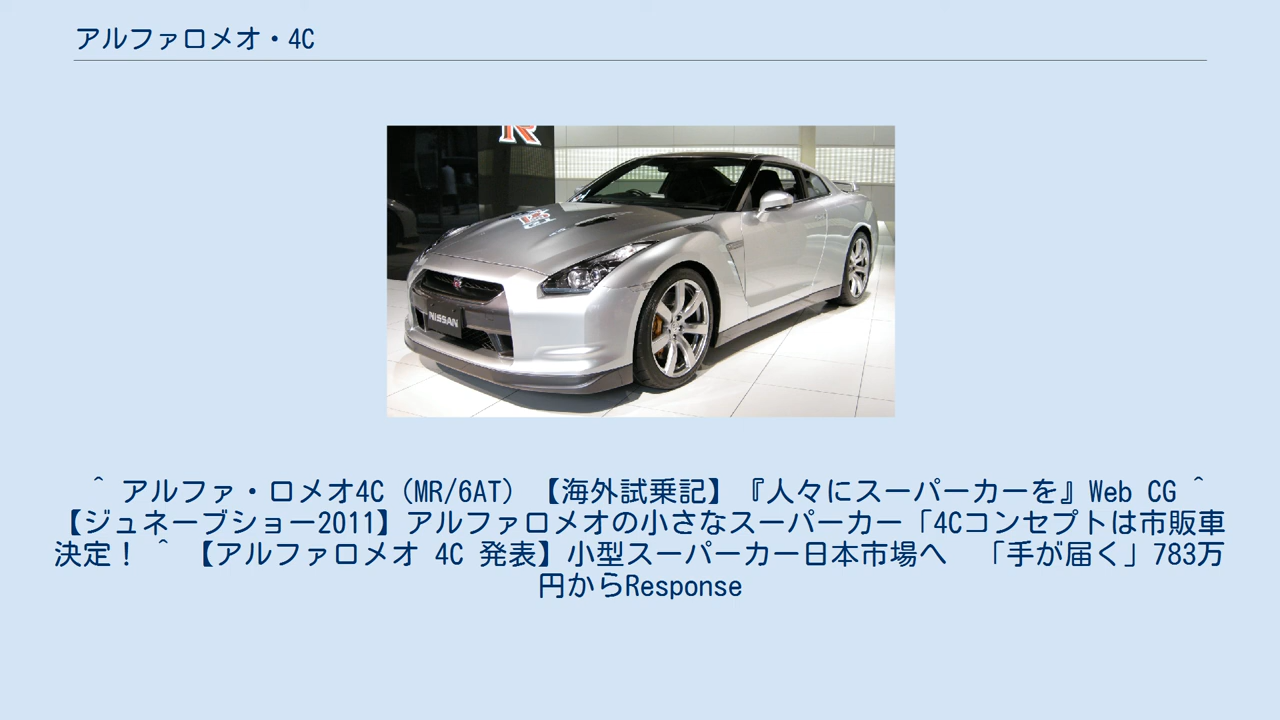 アルファロメオ・4C
R
NISSAN
^ アルファ・ロメオ4C（MR/6AT）【海外試乗記】『人々にスーパーカーを』Web CG ^
【ジュネーブショー2011】アルファロメオの小さなスーパーカー「4Cコンセプトは市販車
決定！ ^ 【アルファロメオ 4C 発表】小型スーパーカー日本市場へ　「手が届く」783万
円からResponse